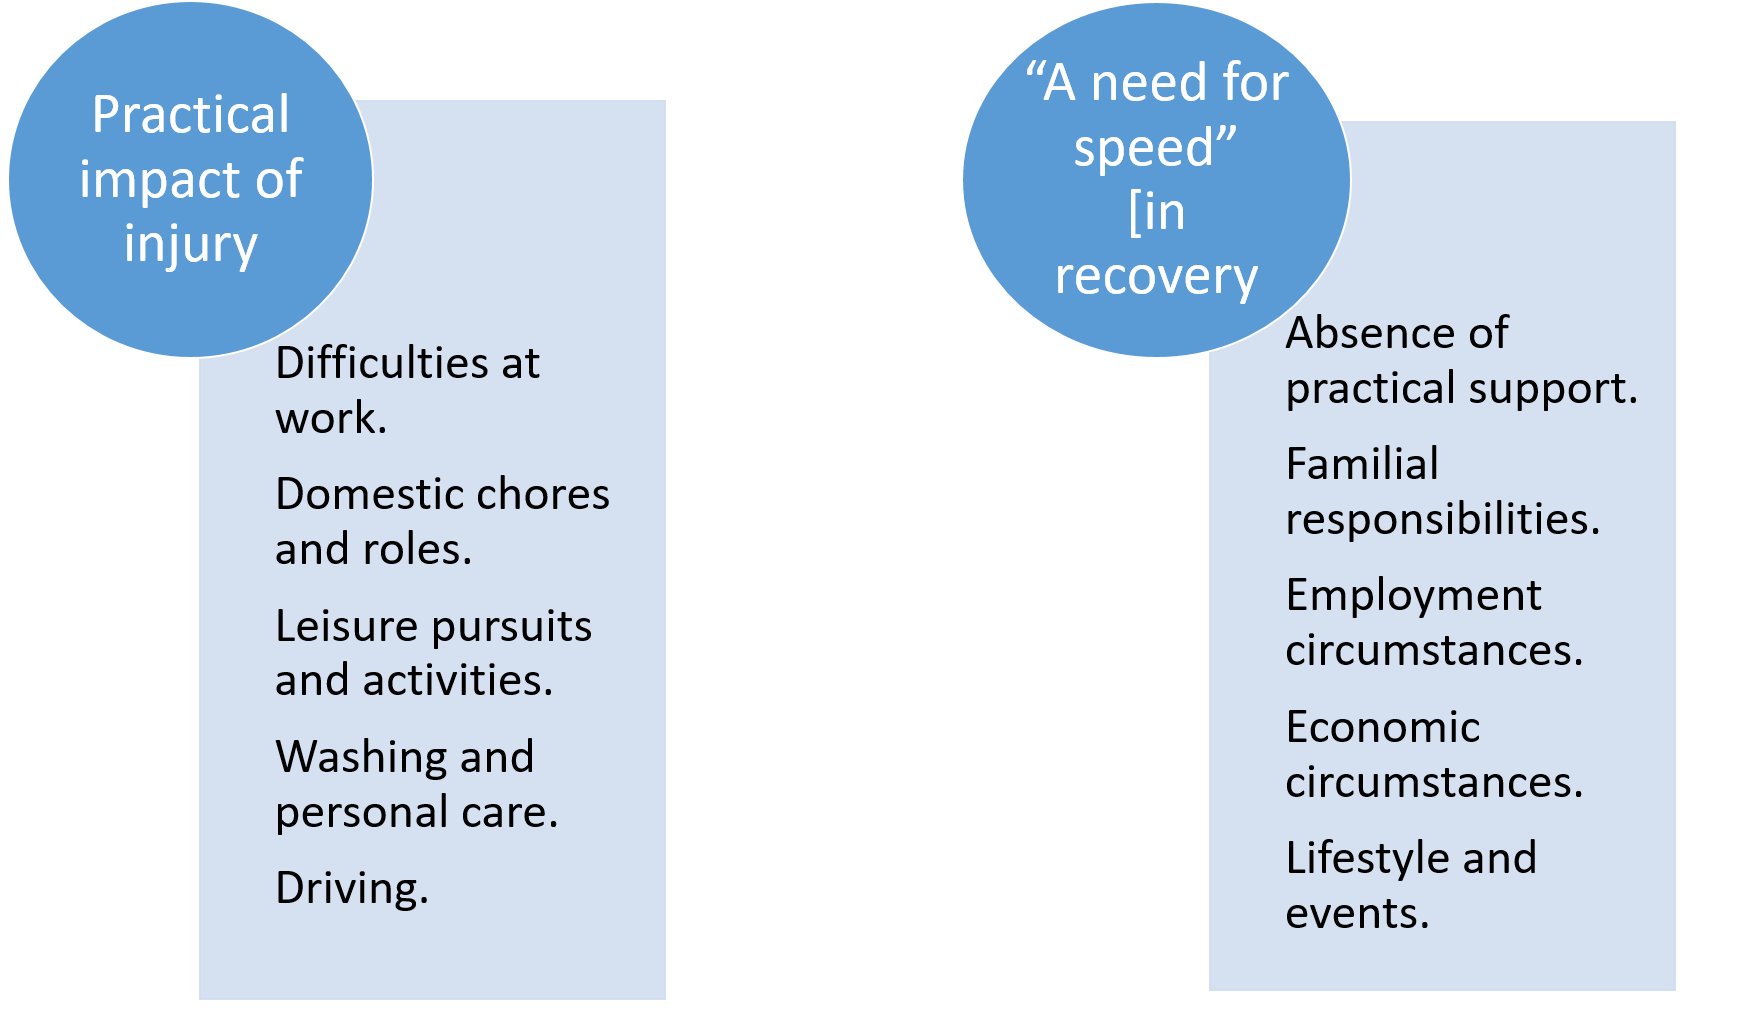 Practical
impact of
injury
Difficulties at
work.
Domestic chores
and roles.
Leisure pursuits
and activities.
Washing and
personal care.
Driving.
“A need for
speed”
[in
recovery
Absence of
practical support.
Familial
responsibilities.
Employment
circumstances.
Economic
circumstances.
Lifestyle and
events.